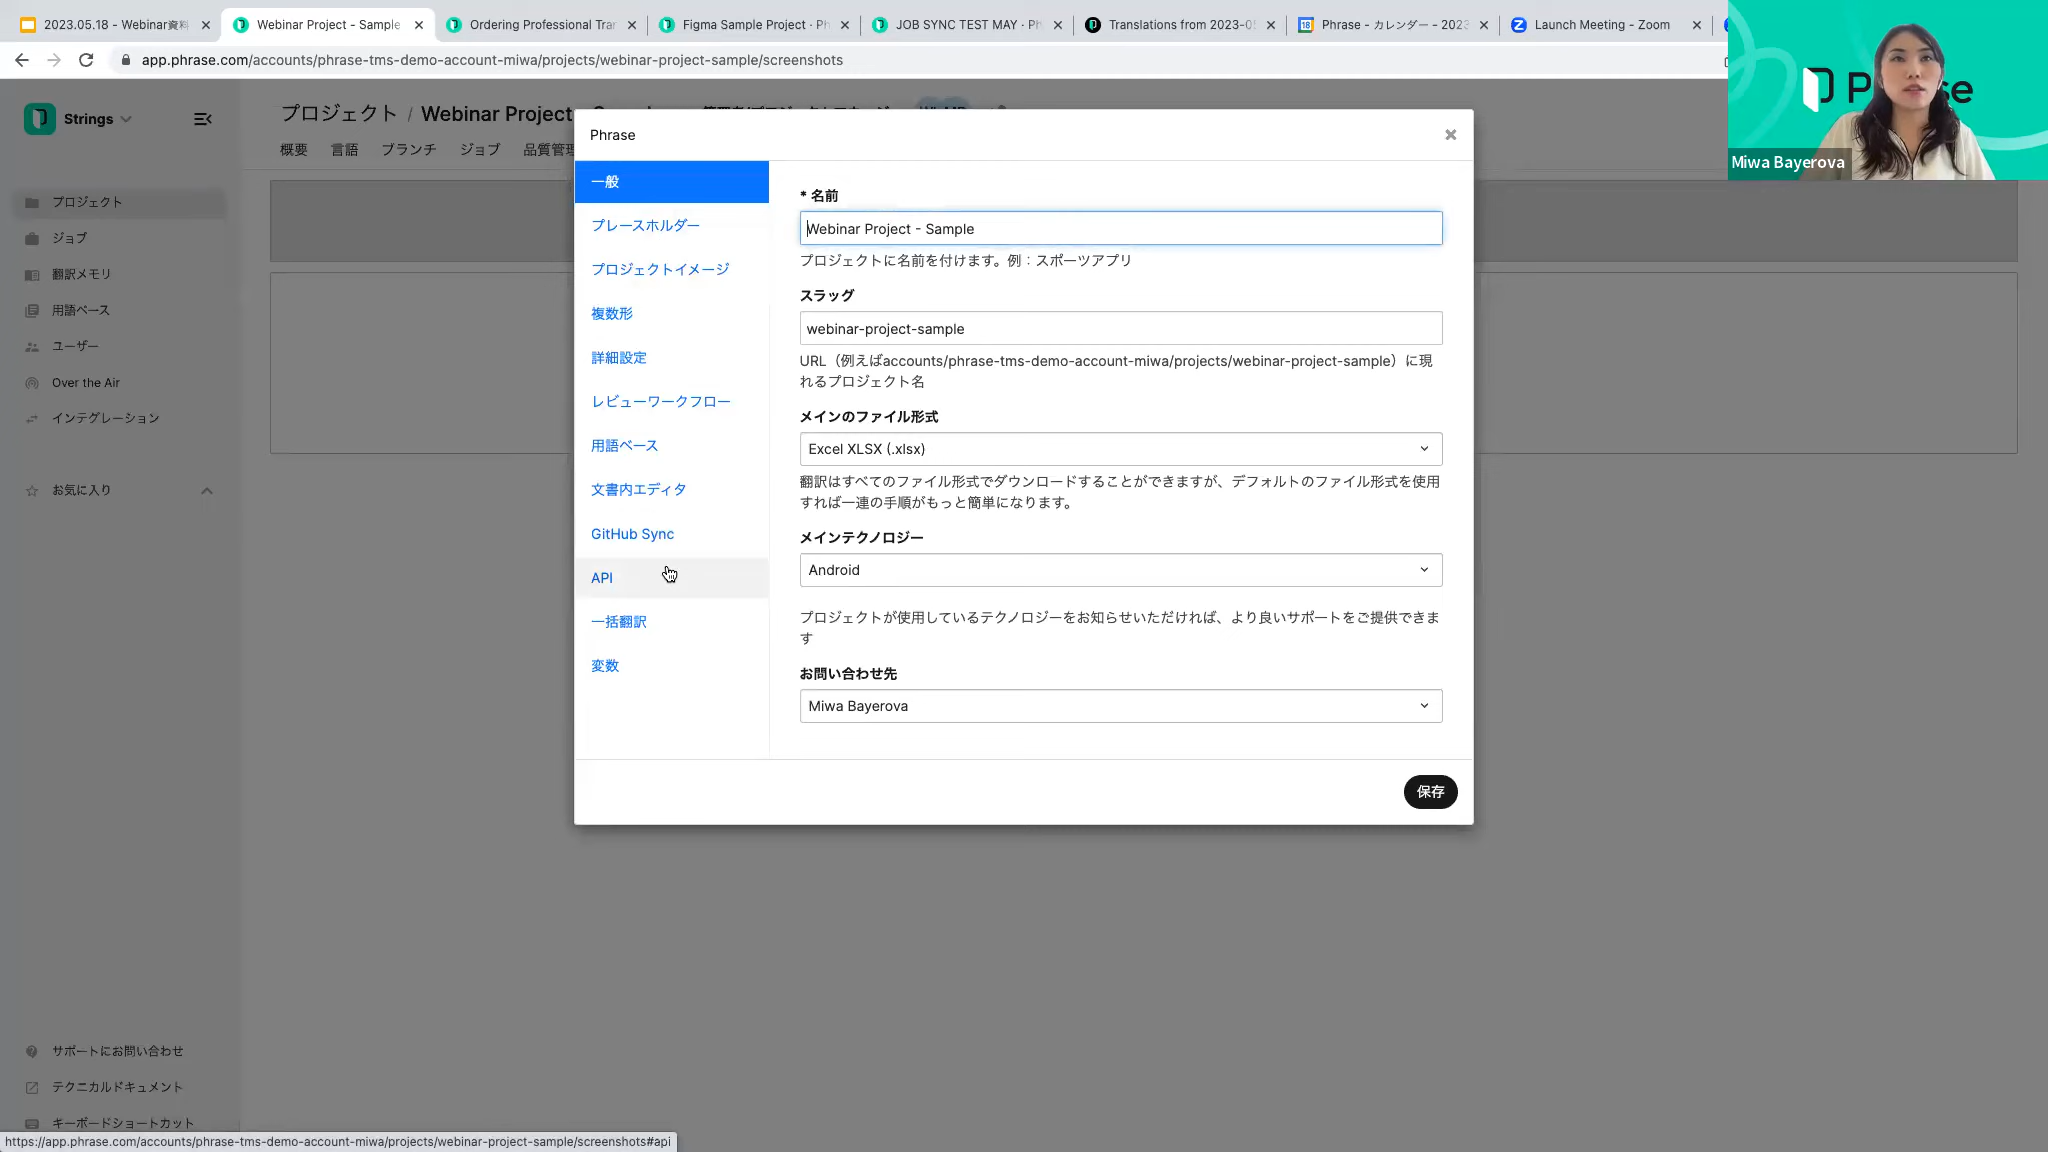 2023.05.18 - Webinar資料
Webinar Project - Sample
Ordering Professional Tran
Figma Sample Project · Ph
JOB SYNC TEST MAY · Ph
Translations from 2023-05
Phrase - カレンダー - 2023
Launch Meeting - Zoom
app.phrase.com/accounts/phrase-tms-demo-account-miwa/projects/webinar-project-sample/screenshots
Miwa Bayerova
Strings
プロジェクト / Webinar Project
概要 言語 ブランチ ジョブ 品質管理
プロジェクト
ジョブ
翻訳メモリ
用語ベース
ユーザー
Over the Air
インテグレーション
お気に入り
サポートにお問い合わせ
テクニカルドキュメント
キーボードショートカット
Phrase
一般
プレースホルダー
プロジェクトイメージ
複数形
詳細設定
レビューワークフロー
用語ベース
文書内エディタ
GitHub Sync
API
一括翻訳
変数
* 名前
Webinar Project - Sample
プロジェクトに名前を付けます。例：スポーツアプリ
スラッグ
webinar-project-sample
URL（例えばaccounts/phrase-tms-demo-account-miwa/projects/webinar-project-sample）に現
れるプロジェクト名
メインのファイル形式
Excel XLSX (.xlsx)
翻訳はすべてのファイル形式でダウンロードすることができますが、デフォルトのファイル形式を使用
すれば一連の手順がもっと簡単になります。
メインテクノロジー
Android
プロジェクトが使用しているテクノロジーをお知らせいただければ、より良いサポートをご提供できま
す
お問い合わせ先
Miwa Bayerova
保存
https://app.phrase.com/accounts/phrase-tms-demo-account-miwa/projects/webinar-project-sample/screenshots#api